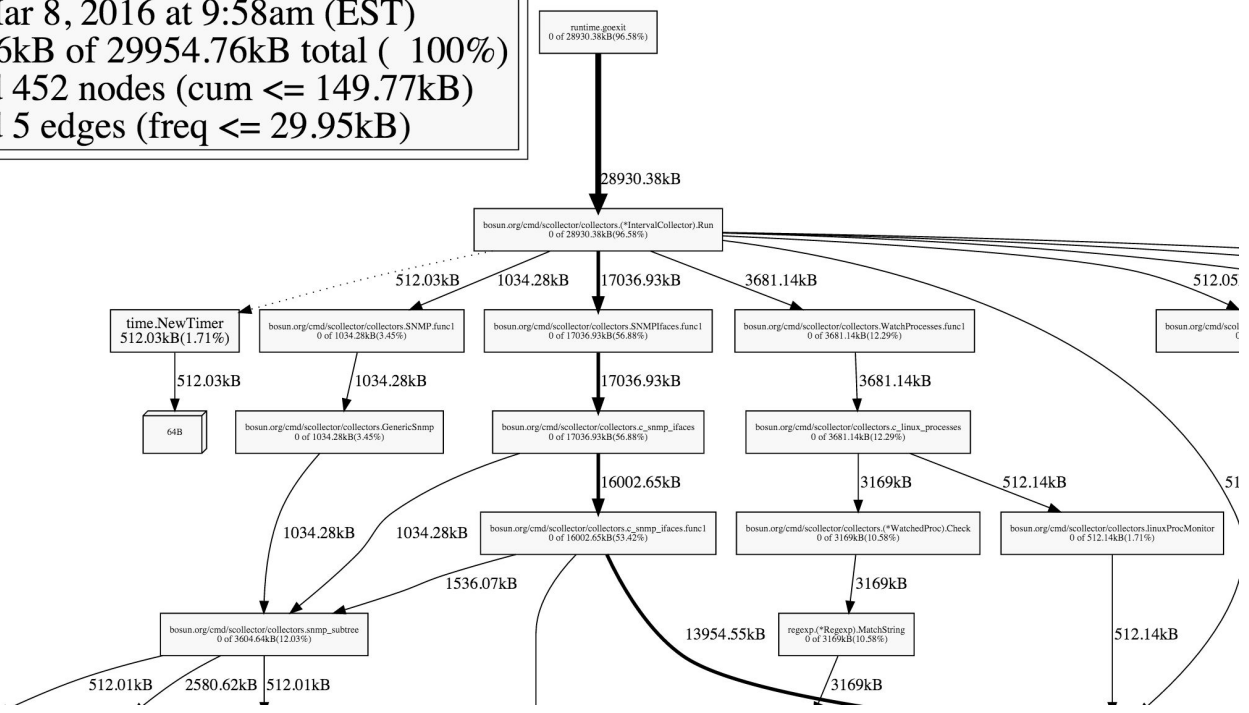 Mar 8, 2016 at 9:58am (EST)
6kB of 29954.76kB total ( 100%)
452 nodes (cum <= 149.77kB)
5 edges (freq <= 29.95kB)
runtime.goexit
0 of 28930.38kB(96.58%)
28930.38kB
bosun.org/cmd/scollector/collectors.(*IntervalCollector).Run
0 of 28930.38kB(96.58%)
512.03kB
1034.28kB
17036.93kB
3681.14kB
512.05
time.NewTimer
512.03kB(1.71%)
bosun.org/cmd/scollector/collectors.SNMP.func1
0 of 1034.28kB(3.45%)
bosun.org/cmd/scollector/collectors.SNMPIfaces.func1
0 of 17036.93kB(56.88%)
bosun.org/cmd/scollector/collectors.WatchProcesses.func1
0 of 3681.14kB(12.29%)
bosun.org/cmd/scol
0
512.03kB
1034.28kB
17036.93kB
3681.14kB
64B
bosun.org/cmd/scollector/collectors.GenericSnmp
0 of 1034.28kB(3.45%)
bosun.org/cmd/scollector/collectors.c_snmp_ifaces
0 of 17036.93kB(56.88%)
bosun.org/cmd/scollector/collectors.c_linux_processes
0 of 3681.14kB(12.29%)
16002.65kB
3169kB
512.14kB
51
1034.28kB
1034.28kB
bosun.org/cmd/scollector/collectors.c_snmp_ifaces.func1
0 of 16002.65kB(53.42%)
bosun.org/cmd/scollector/collectors.(*WatchedProc).Check
0 of 3169kB(10.58%)
bosun.org/cmd/scollector/collectors.linuxProcMonitor
0 of 512.14kB(1.71%)
1536.07kB
13954.55kB
3169kB
512.14kB
bosun.org/cmd/scollector/collectors.snmp_subtree
0 of 3604.64kB(12.03%)
regexp.(*Regexp).MatchString
0 of 3169kB(10.58%)
512.01kB
2580.62kB
512.01kB
3169kB